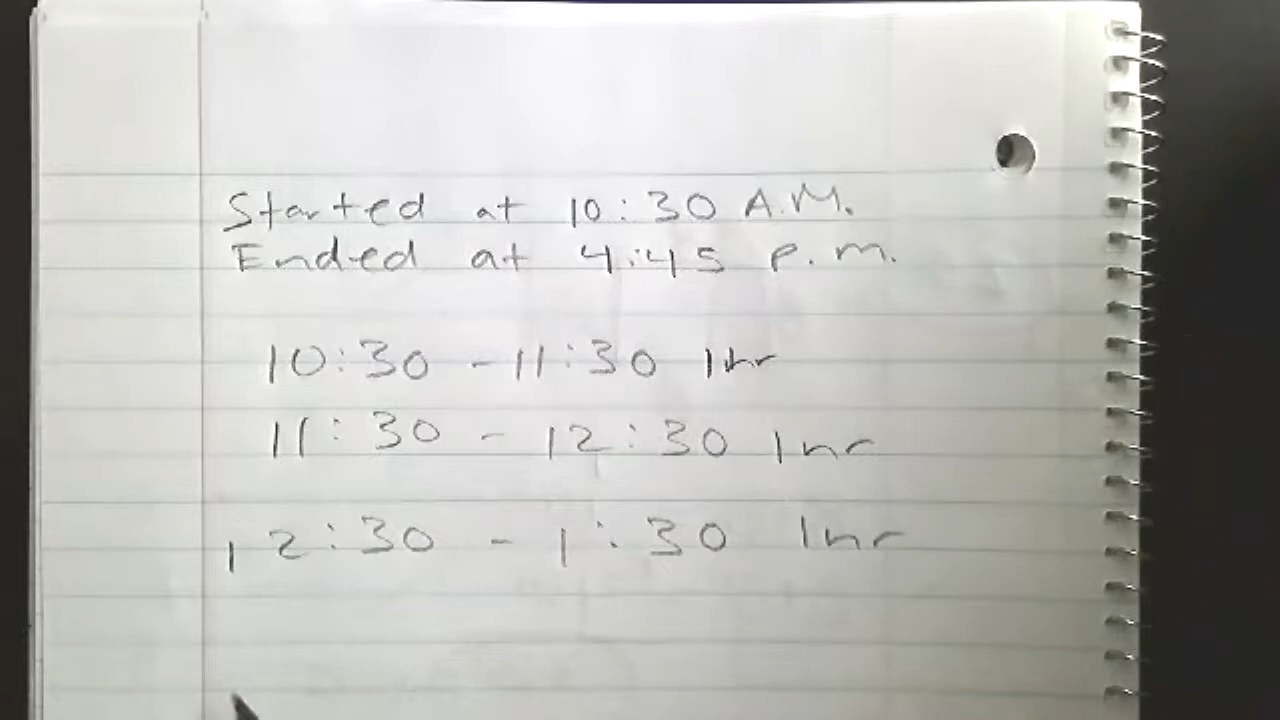 Started at 10:30 A.M.
Ended at 4:45 P.m.
10:30 - 11:30 1hr
11:30 - 12:30 1hr
12:30 - 1:30 1hr